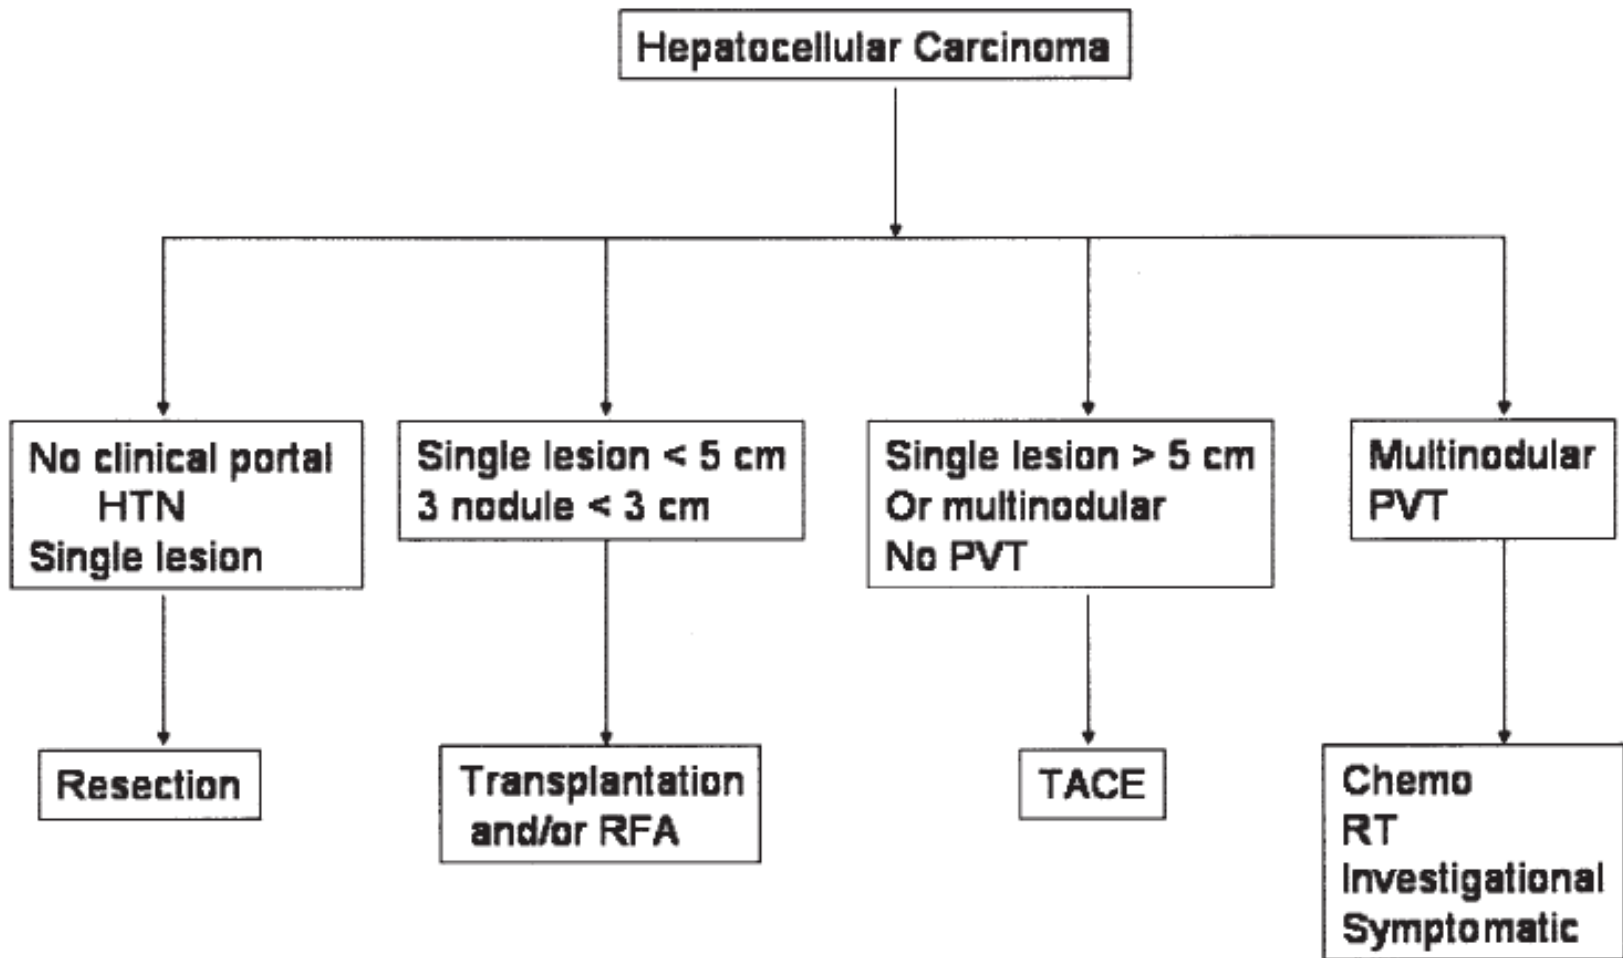 Hepatocellular Carcinoma
No clinical portal
HTN
Single lesion
Single lesion < 5 cm
3 nodule < 3 cm
Single lesion > 5 cm
Or multinodular
No PVT
Multinodular
PVT
Resection
Transplantation
and/or RFA
TACE
Chemo
RT
Investigational
Symptomatic